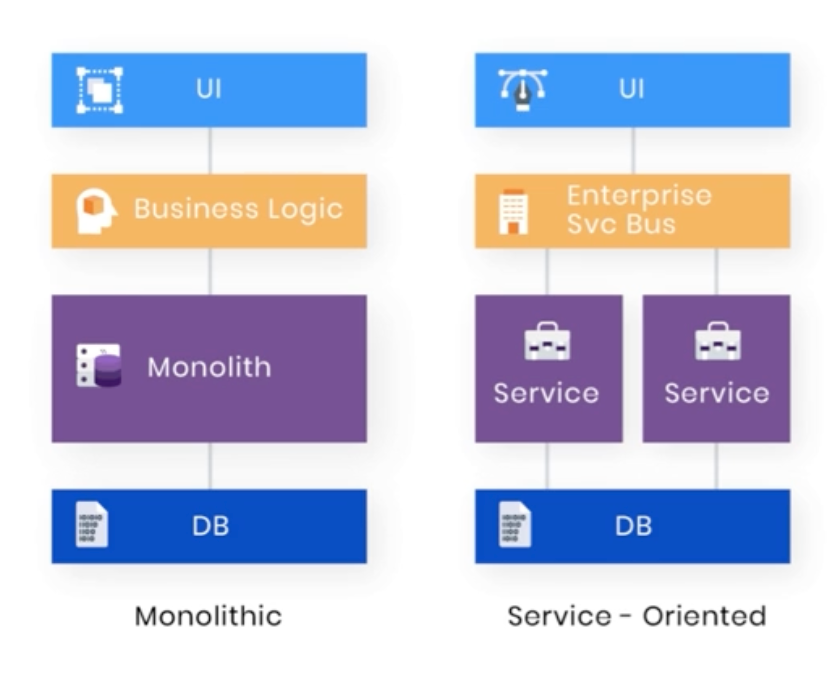 UI
Business Logic
Monolith
DB
Monolithic
UI
Enterprise
Svc Bus
Service
Service
DB
Service - Oriented